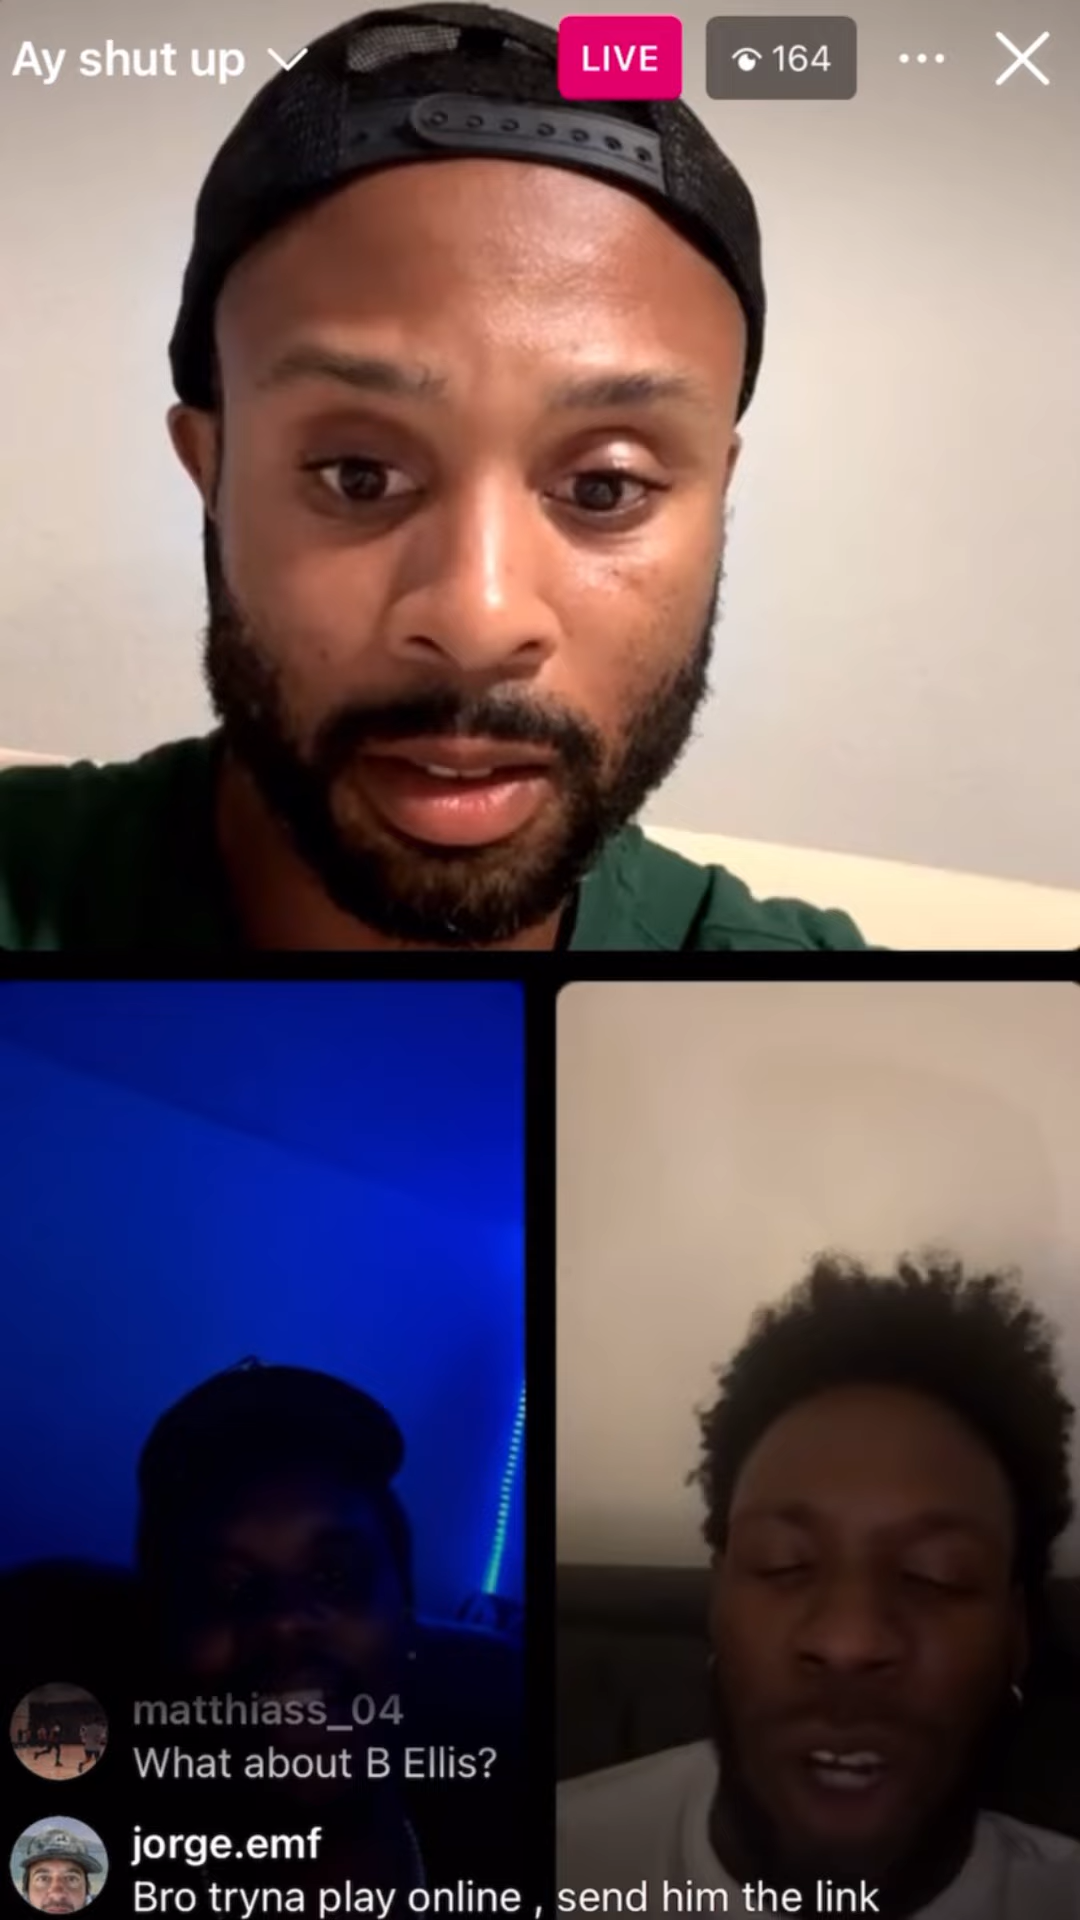 Ay shut up
LIVE
164
matthiass_04
What about B Ellis?
jorge.emf
Bro tryna play online , send him the link